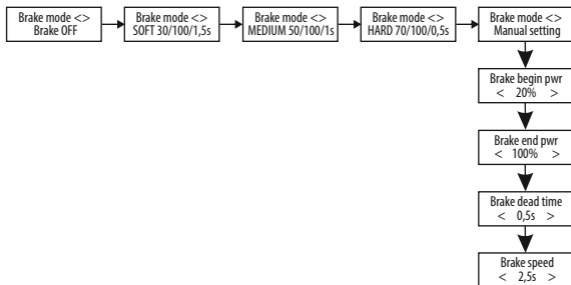 Brake mode <>
Brake OFF
Brake mode <>
SOFT 30/100/1,5s
Brake mode <>
MEDIUM 50/100/1s
Brake mode <>
HARD 70/100/0,5s
Brake mode <>
Manual setting
Brake begin pwr
< 20% >
Brake end pwr
< 100% >
Brake dead time
< 0,5s >
Brake speed
< 2,5s >